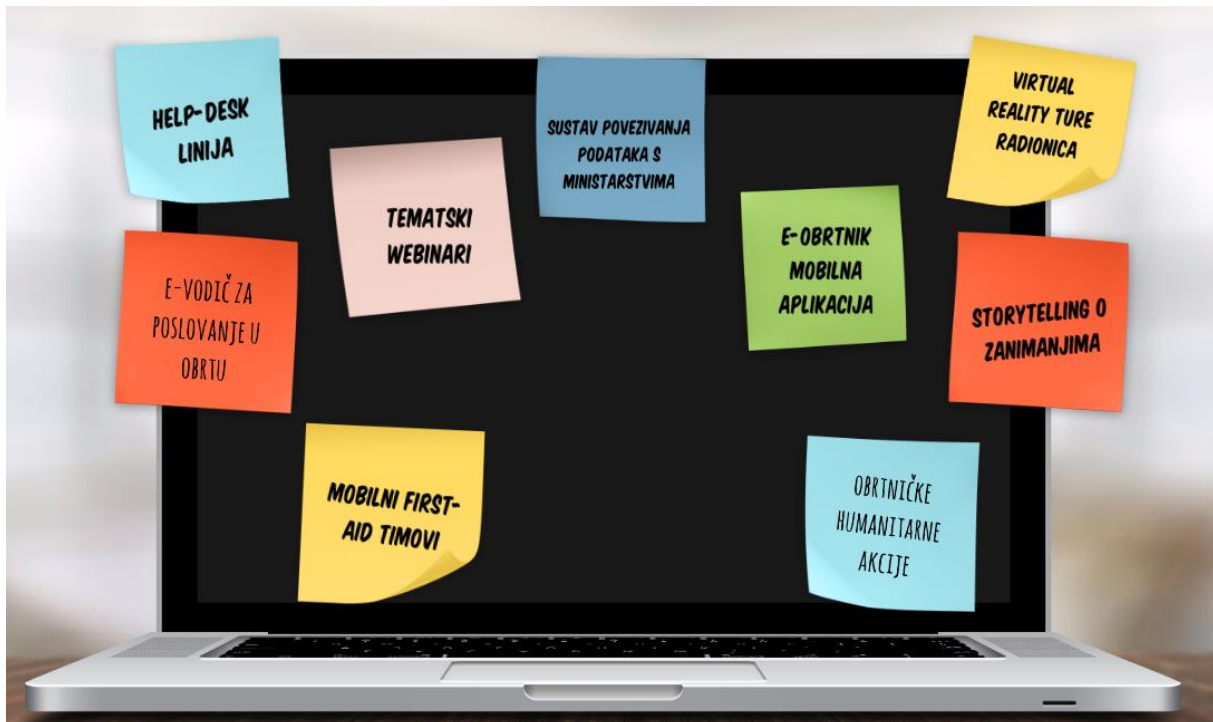 HELP-DESK
LINIJA
TEMATSKI
WEBINARI
SUSTAV POVEZIVANJA
PODATAKA S
MINISTARSTVIMA
E-OBRTNIK
MOBILNA
APLIKACIJA
VIRTUAL
REALITY TURE
RADIONICA
E-VODIČ ZA
POSLOVANJE U
OBRTU
STORYTELLING O
ZANIMANJIMA
MOBILNI FIRST-
AID TIMOVI
OBRTNIČKE
HUMANITARNE
AKCIJE